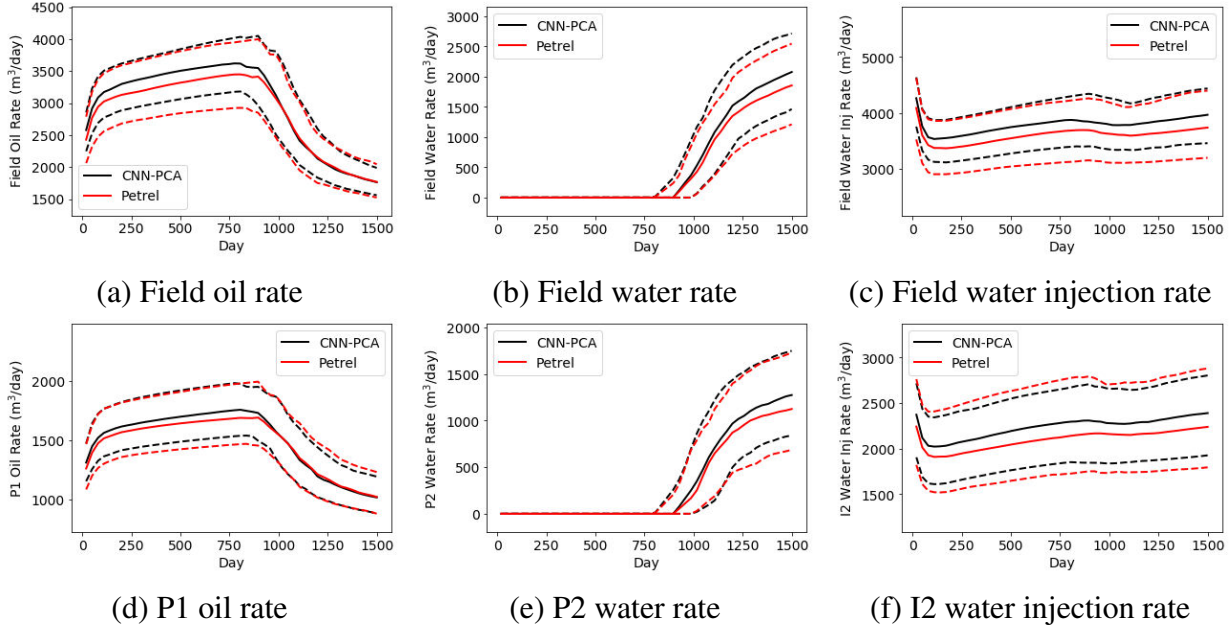 4500
4000
3500
3000
2500
2000
1500
Field Oil Rate (m³/day)
CNN-PCA
Petrel
0 250 500 750 1000 1250 1500
Day
(a) Field oil rate
3000
2500
2000
1500
1000
500
0
Field Water Rate (m³/day)
CNN-PCA
Petrel
0 250 500 750 1000 1250 1500
Day
(b) Field water rate
5000
4000
3000
Field Water Inj Rate (m³/day)
CNN-PCA
Petrel
0 250 500 750 1000 1250 1500
Day
(c) Field water injection rate
2000
1500
1000
P1 Oil Rate (m³/day)
CNN-PCA
Petrel
0 250 500 750 1000 1250 1500
Day
(d) P1 oil rate
2000
1500
1000
500
0
P2 Water Rate (m³/day)
CNN-PCA
Petrel
0 250 500 750 1000 1250 1500
Day
(e) P2 water rate
3000
2500
2000
1500
I2 Water Inj Rate (m³/day)
CNN-PCA
Petrel
0 250 500 750 1000 1250 1500
Day
(f) I2 water injection rate